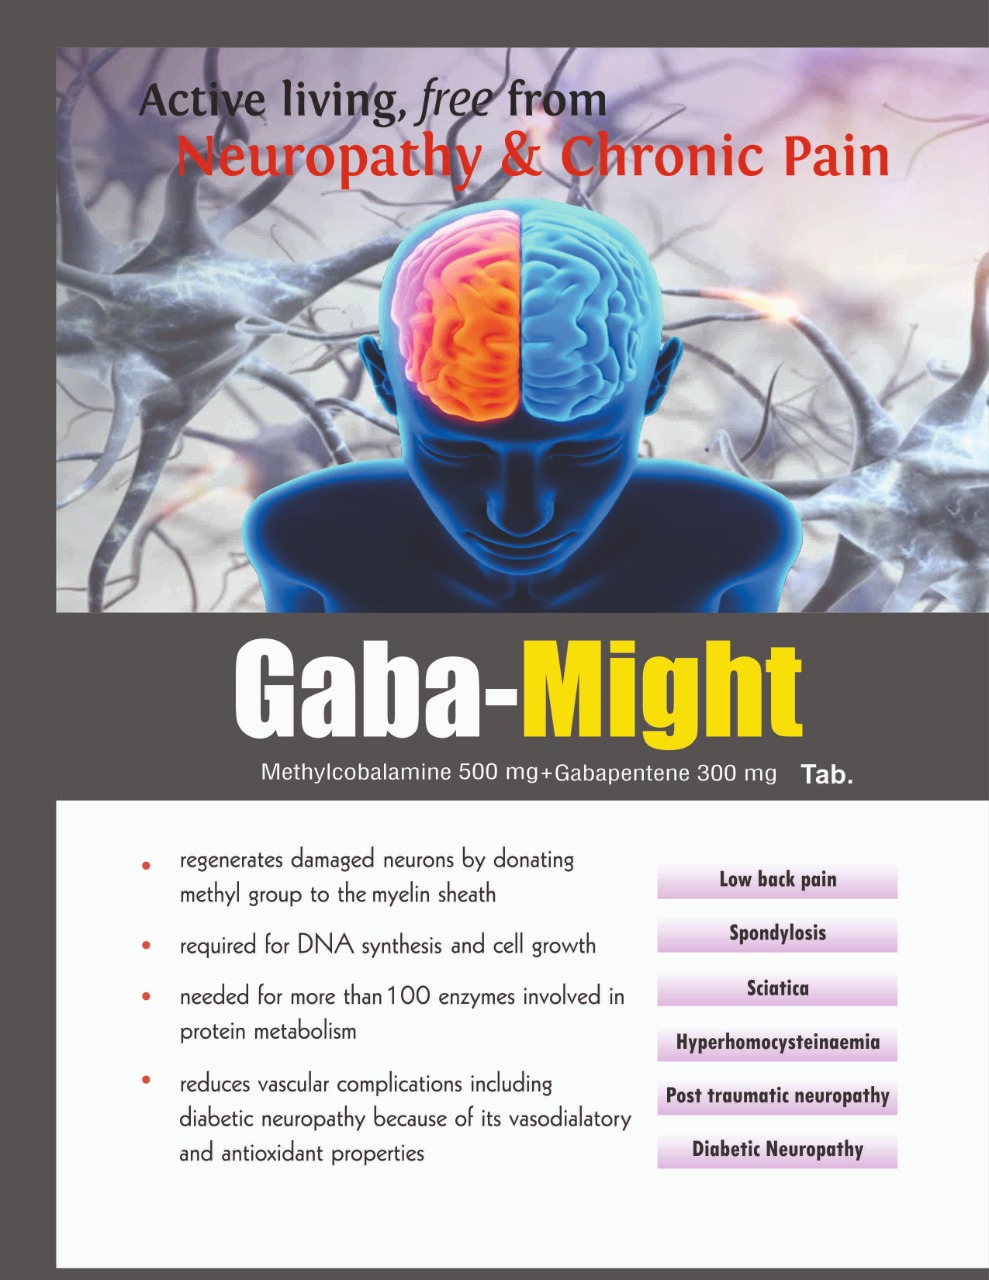 Active living, free from
Neuropathy & Chronic Pain
Gaba-Might
Methylcobalamine 500 mg+Gabapentene 300 mg Tab.
• regenerates damaged neurons by donating
methyl group to the myelin sheath
• required for DNA synthesis and cell growth
• needed for more than 100 enzymes involved in
protein metabolism
• reduces vascular complications including
diabetic neuropathy because of its vasodialatory
and antioxidant properties
Low back pain
Spondylosis
Sciatica
Hyperhomocysteinaemia
Post traumatic neuropathy
Diabetic Neuropathy